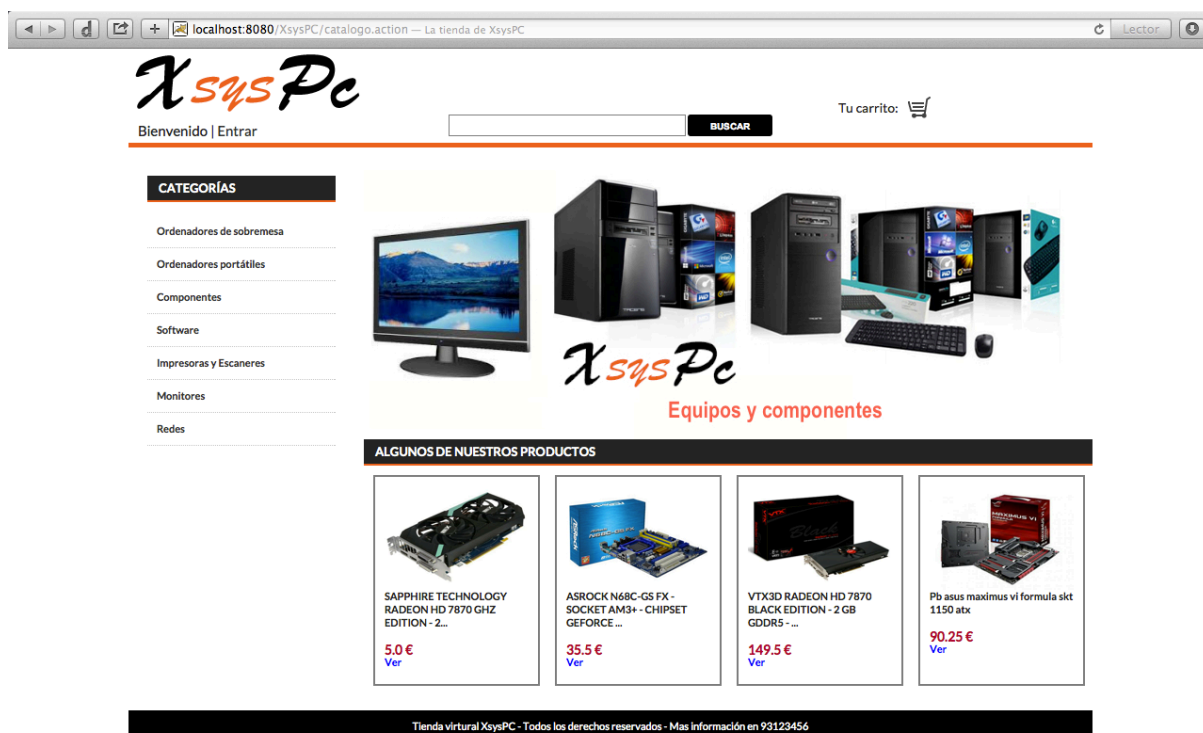 localhost:8080/XsysPC/catalogo.action — La tienda de XsysPC
Lector
XsysPc
Bienvenido | Entrar
BUSCAR
Tu carrito:
CATEGORÍAS
Ordenadores de sobremesa
Ordenadores portátiles
Componentes
Software
Impresoras y Escaneres
Monitores
Redes
XsysPc
Equipos y componentes
ALGUNOS DE NUESTROS PRODUCTOS
SAPPHIRE TECHNOLOGY
RADEON HD 7870 GHZ
EDITION - 2...
5.0 €
Ver
ASROCK N68C-GS FX -
SOCKET AM3+ - CHIPSET
GEFORCE ...
35.5 €
Ver
VTX3D RADEON HD 7870
BLACK EDITION - 2 GB
GDDR5 - ...
149.5 €
Ver
MAXIMUS VI
Pb asus maximus vi formula skt
1150 atx
90.25 €
Ver
Tienda virtural XsysPC - Todos los derechos reservados - Mas información en 93123456